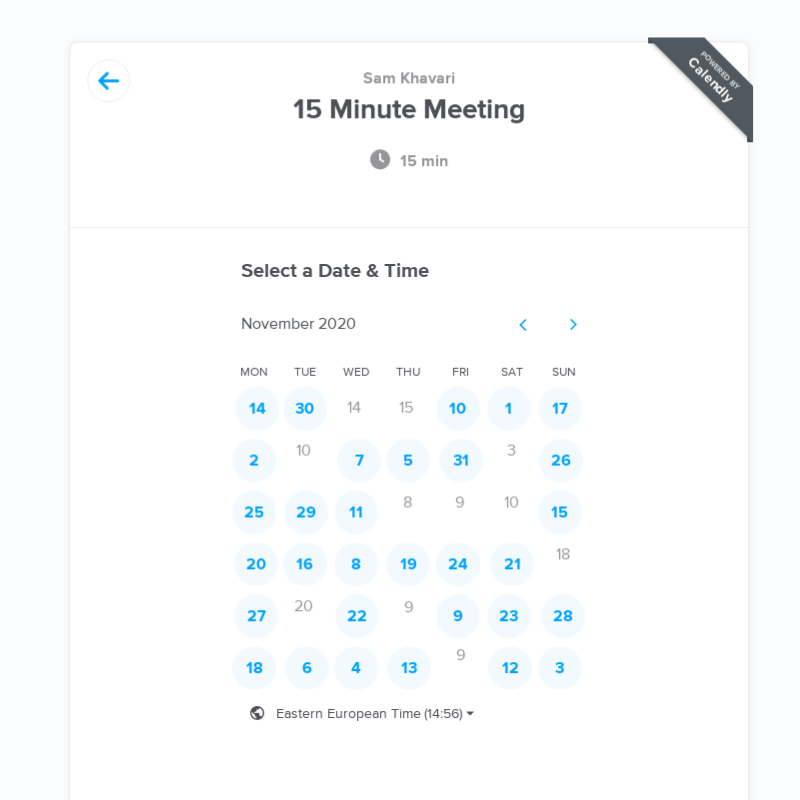 POWERED BY
Calendly
Sam Khavari
15 Minute Meeting
15 min
Select a Date & Time
November 2020
MON TUE WED THU FRI SAT SUN
14 30 14 15 10 1 17
2 10 7 5 31 3 26
25 29 11 8 9 10 15
20 16 8 19 24 21 18
27 20 22 9 9 23 28
18 6 4 13 9 12 3
Eastern European Time (14:56)